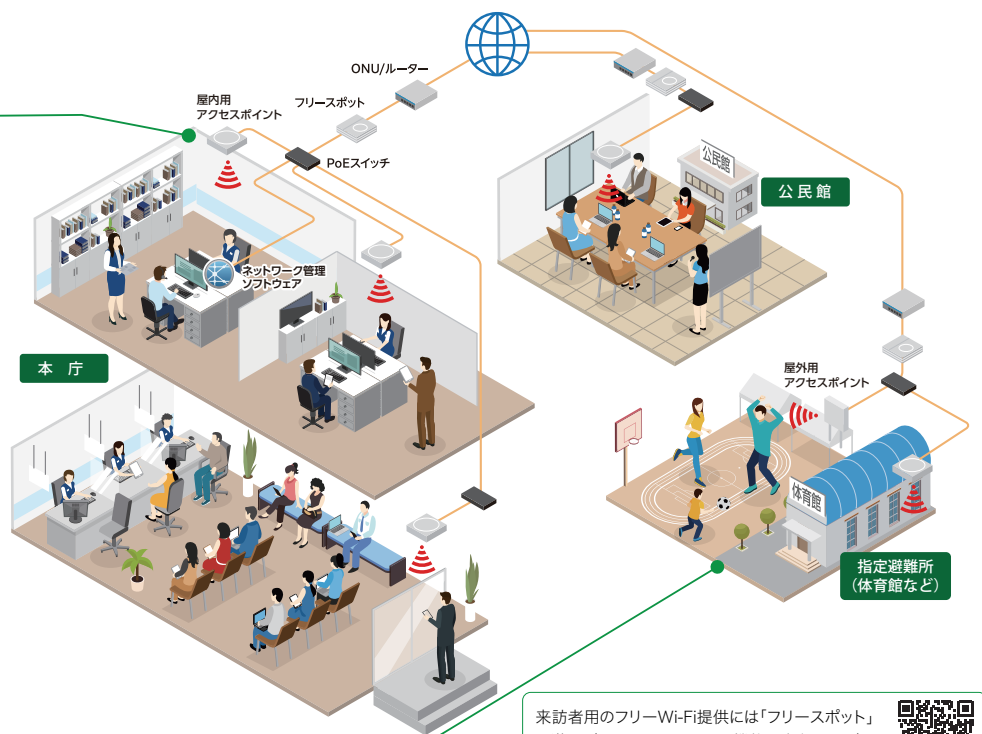 ONU/ルーター
屋内用
アクセスポイント
フリースポット
PoEスイッチ
公民館
公民館
ネットワーク管理
ソフトウェア
本 庁
屋外用
アクセスポイント
体育館
指定避難所
（体育館など）
来訪者用のフリーWi-Fi提供には「フリースポット」